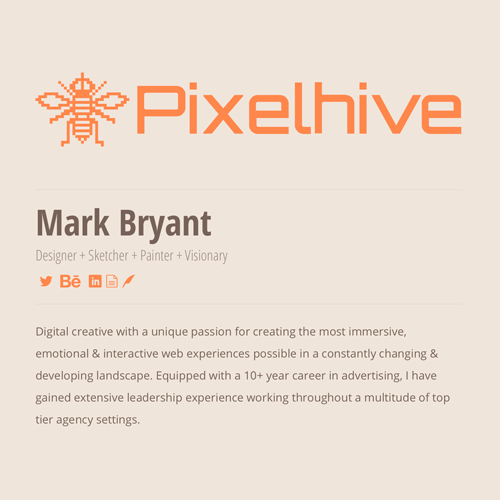 Pixelhive
Mark Bryant
Designer + Sketcher + Painter + Visionary
Bē in
Digital creative with a unique passion for creating the most immersive,
emotional & interactive web experiences possible in a constantly changing &
developing landscape. Equipped with a 10+ year career in advertising, I have
gained extensive leadership experience working throughout a multitude of top
tier agency settings.